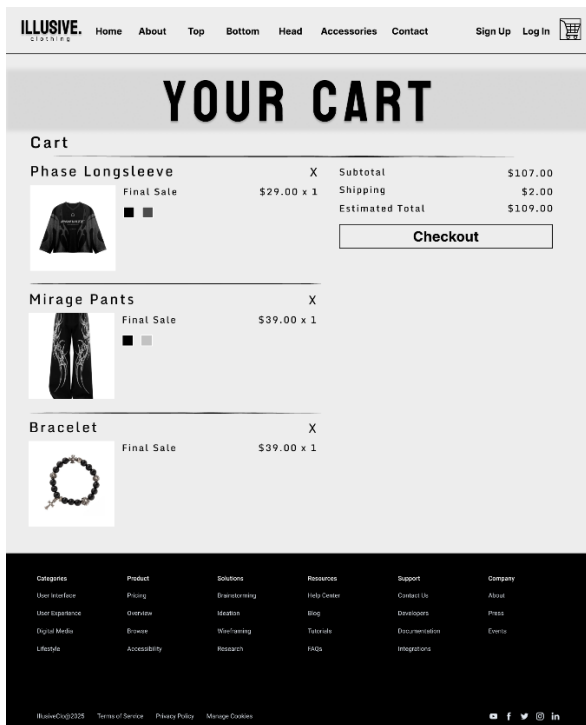 ILLUSIVE.
clothing
Home About Top Bottom Head Accessories Contact Sign Up Log In
YOUR CART
Cart
Phase Longsleeve X
Final Sale $29.00 x 1
Mirage Pants X
Final Sale $39.00 x 1
Bracelet X
Final Sale $39.00 x 1
Subtotal $107.00
Shipping $2.00
Estimated Total $109.00
Checkout
Categories Product Solutions Resources Support Company
User Interface Pricing Brainstorming Help Center Contact Us About
User Experience Overview Ideation Blog Developers Press
Digital Media Browse Wireframing Tutorials Documentation Events
Lifestyle Accessibility Research FAQs Integrations
IllusiveClo@2025 Terms of Service Privacy Policy Manage Cookies